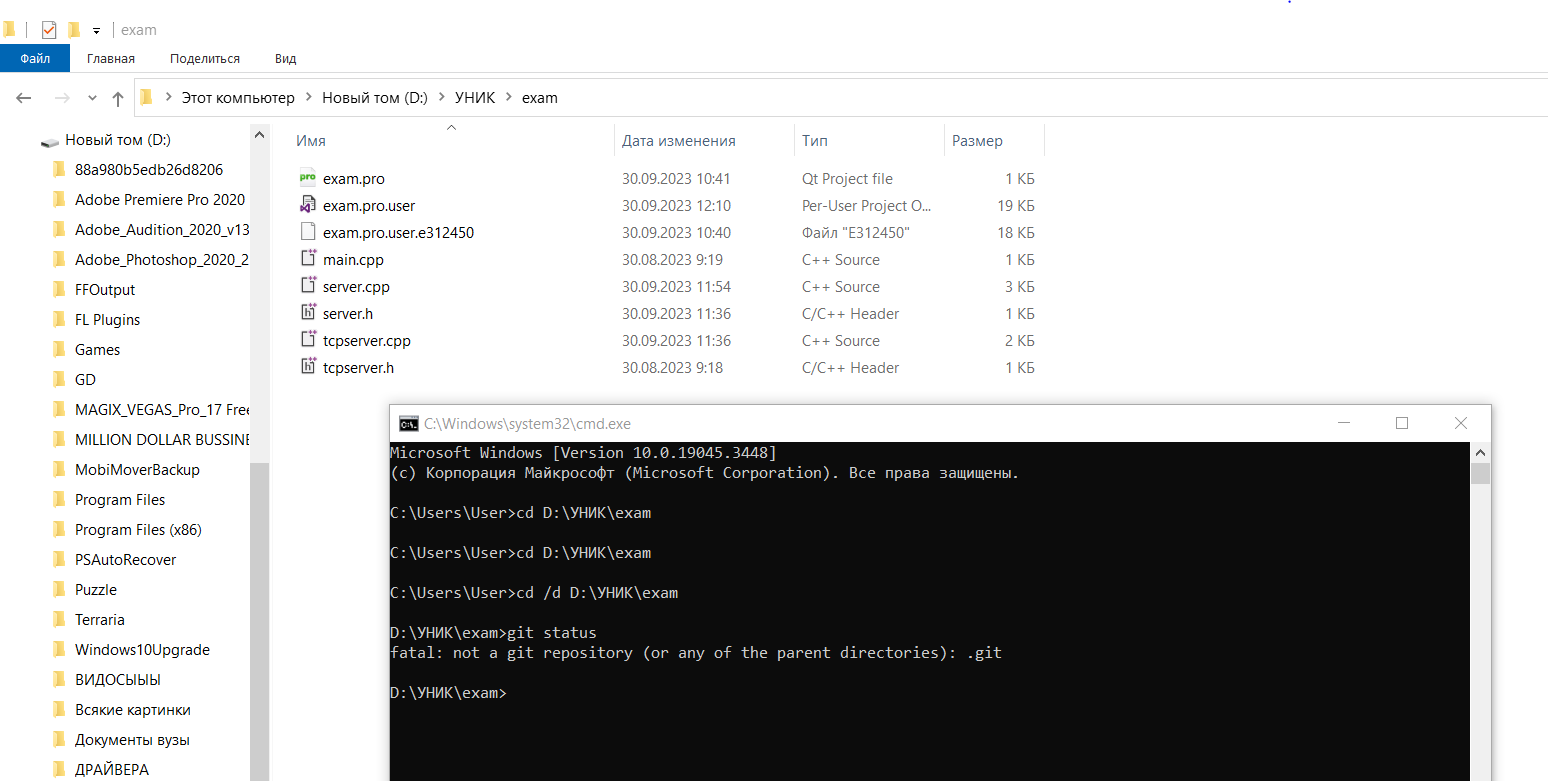 exam
Файл Главная Поделиться Вид
Этот компьютер Новый том (D:) УНИК exam
Новый том (D:)
88a980b5edb26d8206
Adobe Premiere Pro 2020
Adobe_Audition_2020_v13
Adobe_Photoshop_2020_2
FFOutput
FL Plugins
Games
GD
MAGIX_VEGAS_Pro_17 Free
MILLION DOLLAR BUSSINE
MobiMoverBackup
Program Files
Program Files (x86)
PSAutoRecover
Puzzle
Terraria
Windows10Upgrade
ВИДОСЫЫЫ
Всякие картинки
Документы вузы
ДРАЙВЕРА
Имя Дата изменения Тип Размер
exam.pro 30.09.2023 10:41 Qt Project file 1 КБ
exam.pro.user 30.09.2023 12:10 Per-User Project O... 19 КБ
exam.pro.user.e312450 30.09.2023 10:40 Файл "E312450" 18 КБ
main.cpp 30.08.2023 9:19 C++ Source 1 КБ
server.cpp 30.09.2023 11:54 C++ Source 3 КБ
server.h 30.09.2023 11:36 C/C++ Header 1 КБ
tcpserver.cpp 30.09.2023 11:36 C++ Source 2 КБ
tcpserver.h 30.08.2023 9:18 C/C++ Header 1 КБ
C:\Windows\system32\cmd.exe
Microsoft Windows [Version 10.0.19045.3448]
(c) Корпорация Майкрософт (Microsoft Corporation). Все права защищены.
C:\Users\User>cd D:\УНИК\exam
C:\Users\User>cd D:\УНИК\exam
C:\Users\User>cd /d D:\УНИК\exam
D:\УНИК\exam>git status
fatal: not a git repository (or any of the parent directories): .git
D:\УНИК\exam>